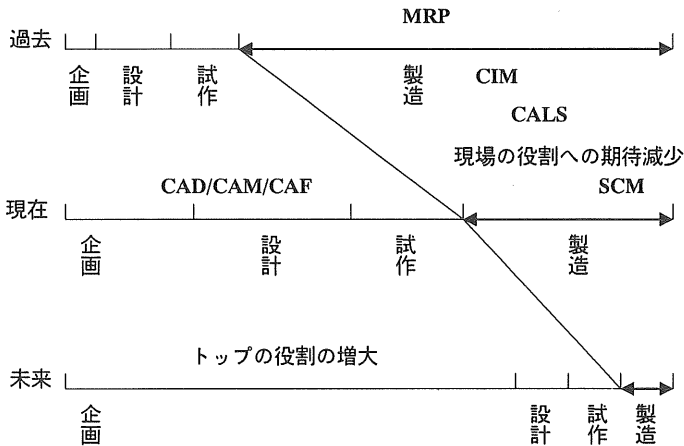 MRP
過去
企画
設計
試作
製造
CIM
CALS
現場の役割への期待減少
CAD/CAM/CAF
SCM
現在
企画
設計
試作
製造
トップの役割の増大
未来
企画
設計
試作
製造